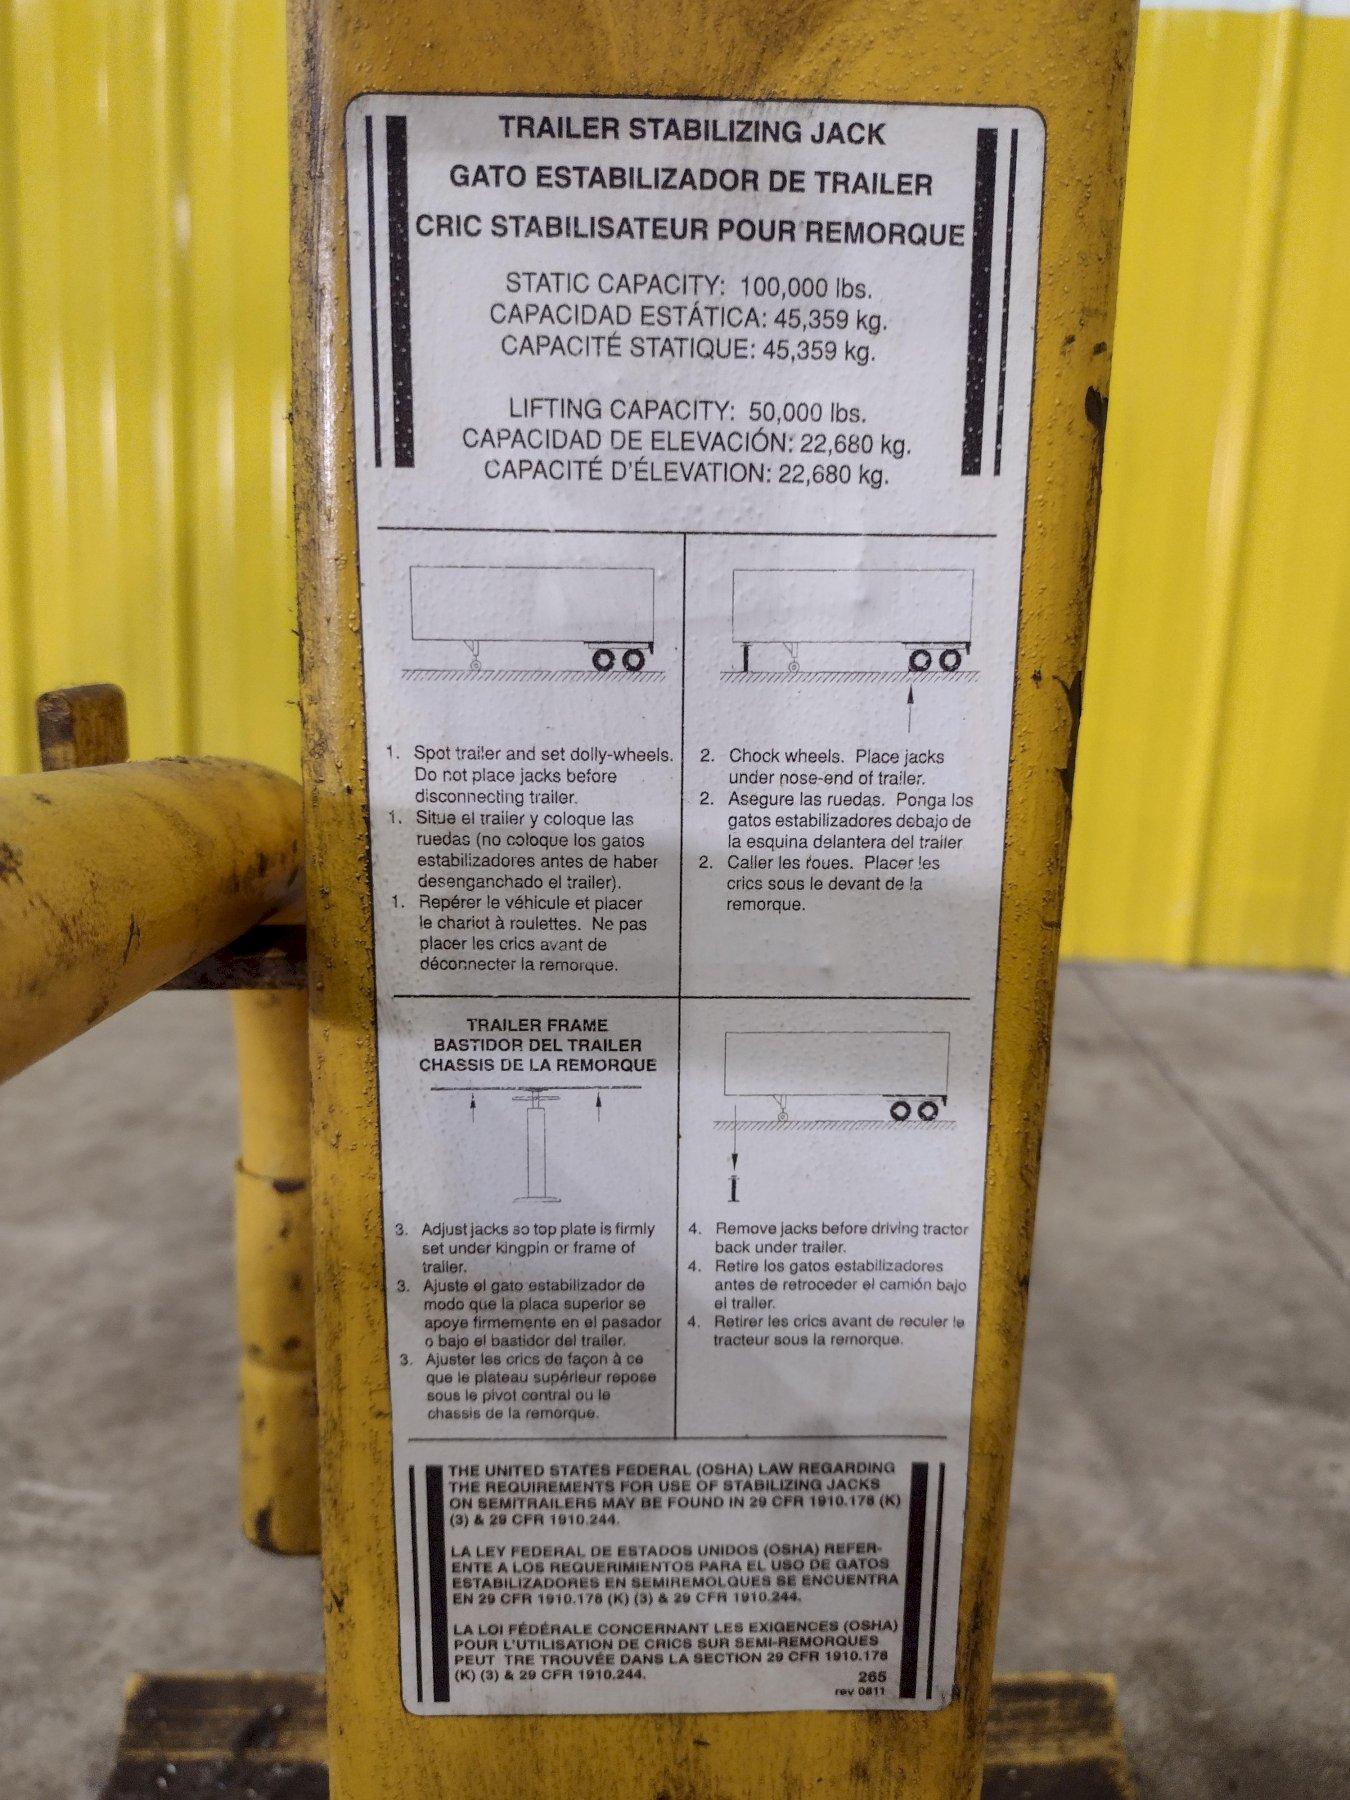 TRAILER STABILIZING JACK
GATO ESTABILIZADOR DE TRAILER
CRIC STABILISATEUR POUR REMORQUE
STATIC CAPACITY: 100,000 lbs.
CAPACIDAD ESTÁTICA: 45,359 kg.
CAPACITÉ STATIQUE: 45,359 kg.
LIFTING CAPACITY: 50,000 lbs.
CAPACIDAD DE ELEVACIÓN: 22,680 kg.
CAPACITÉ D'ÉLEVATION: 22,680 kg.
1. Spot trailer and set dolly-wheels.
Do not place jacks before
disconnecting trailer.
1. Situe el trailer y coloque las
ruedas (no coloque los gatos
estabilizadores antes de haber
desenganchado el trailer).
1. Repérer le véhicule et placer
le chariot à roulettes. Ne pas
placer les crics avant de
déconnecter la remorque.
2. Chock wheels. Place jacks
under nose-end of trailer.
2. Asegure las ruedas. Ponga los
gatos estabilizadores debajo de
la esquina delantera del trailer
2. Caller les roues. Placer les
crics sous le devant de la
remorque.
TRAILER FRAME
BASTIDOR DEL TRAILER
CHASSIS DE LA REMORQUE
3. Adjust jacks so top plate is firmly
set under kingpin or frame of
trailer.
3. Ajuste el gato estabilizador de
modo que la placa superior se
apoye firmemente en el pasador
o bajo el bastidor del trailer.
3. Ajuster les crics de façon à ce
que le plateau supérieur repose
sous le pivot central ou le
chassis de la remorque.
4. Remove jacks before driving tractor
back under trailer.
4. Retire los gatos estabilizadores
antes de retroceder el camión bajo
el trailer.
4. Retirer les crics avant de reculer le
tracteur sous la remorque.
THE UNITED STATES FEDERAL (OSHA) LAW REGARDING
THE REQUIREMENTS FOR USE OF STABILIZING JACKS
ON SEMITRAILERS MAY BE FOUND IN 29 CFR 1910.178 (K)
(3) & 29 CFR 1910.244.
LA LEY FEDERAL DE ESTADOS UNIDOS (OSHA) REFER-
ENTE A LOS REQUERIMIENTOS PARA EL USO DE GATOS
ESTABILIZADORES EN SEMIREMOLQUES SE ENCUENTRA
EN 29 CFR 1910.178 (K) (3) & 29 CFR 1910.244.
LA LOI FÉDÉRALE CONCERNANT LES EXIGENCES (OSHA)
POUR L'UTILISATION DE CRICS SUR SEMI-REMORQUES
PEUT TRE TROUVÉE DANS LA SECTION 29 CFR 1910.178
(K) (3) & 29 CFR 1910.244.
265
rev 0811